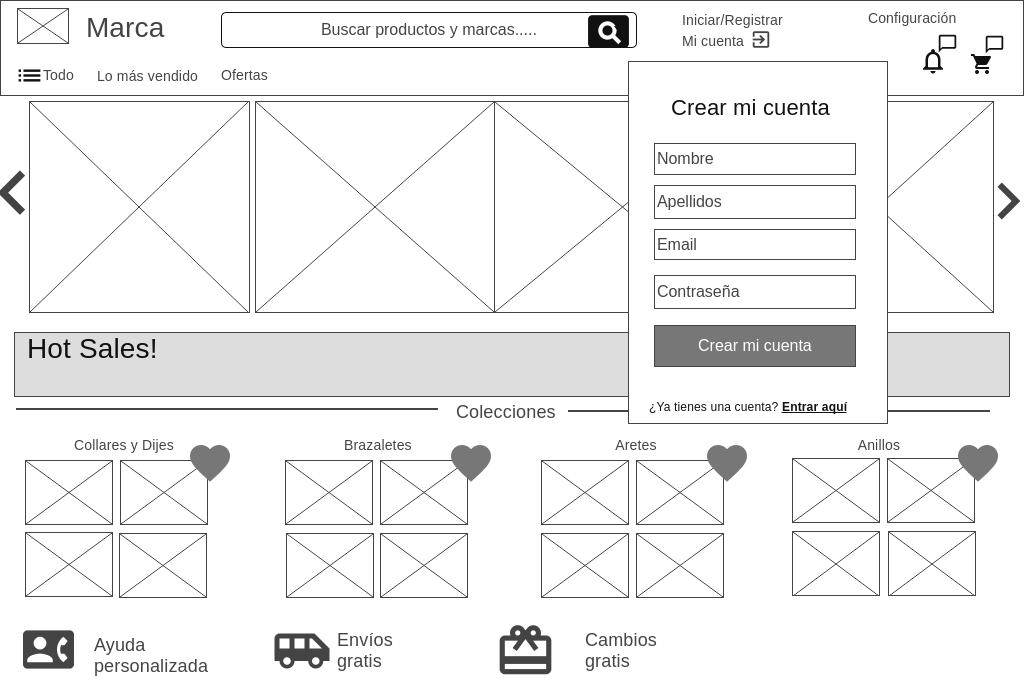 Marca
Buscar productos y marcas.....
Iniciar/Registrar
Mi cuenta
Configuración
Todo
Lo más vendido
Ofertas
Crear mi cuenta
Nombre
Apellidos
Email
Contraseña
Crear mi cuenta
¿Ya tienes una cuenta? Entrar aquí
Hot Sales!
Colecciones
Collares y Dijes
Brazaletes
Aretes
Anillos
Ayuda
personalizada
Envíos
gratis
Cambios
gratis